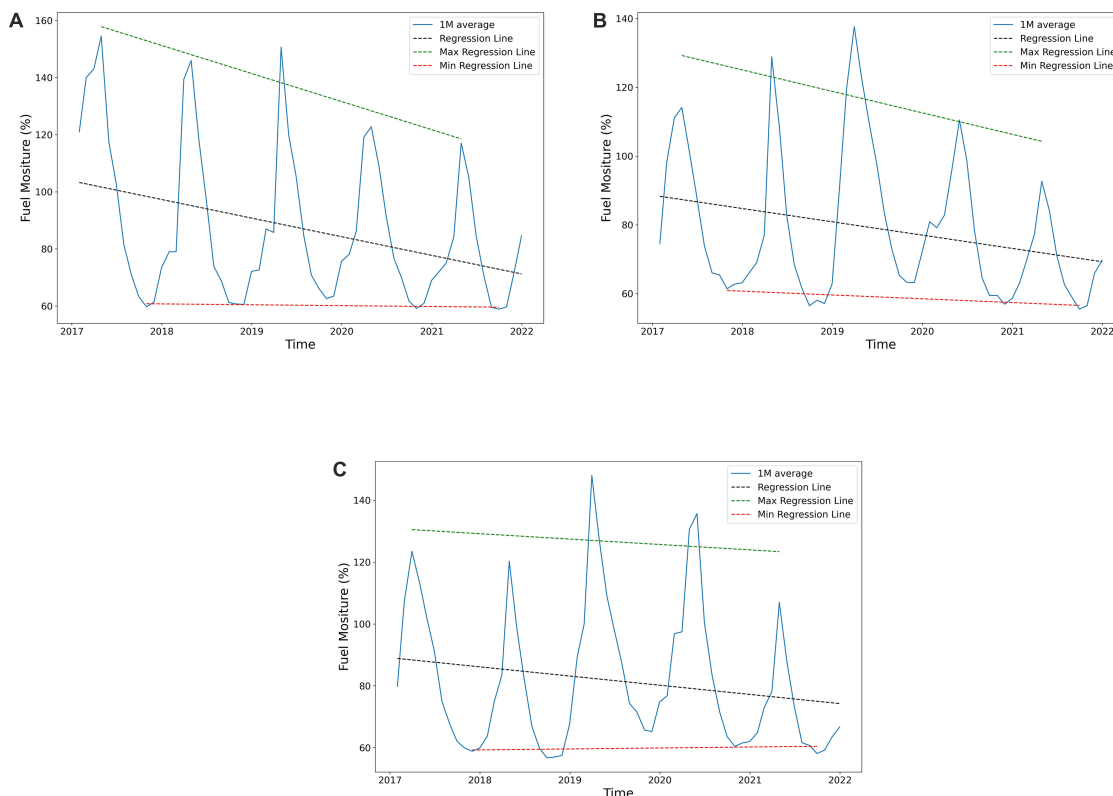 A
160
140
120
100
80
60
Fuel Mositure (%)
2017 2018 2019 2020 2021 2022
Time
1M average
Regression Line
Max Regression Line
Min Regression Line
B
140
120
100
80
60
Fuel Mositure (%)
2017 2018 2019 2020 2021 2022
Time
1M average
Regression Line
Max Regression Line
Min Regression Line
C
140
120
100
80
60
Fuel Mositure (%)
2017 2018 2019 2020 2021 2022
Time
1M average
Regression Line
Max Regression Line
Min Regression Line